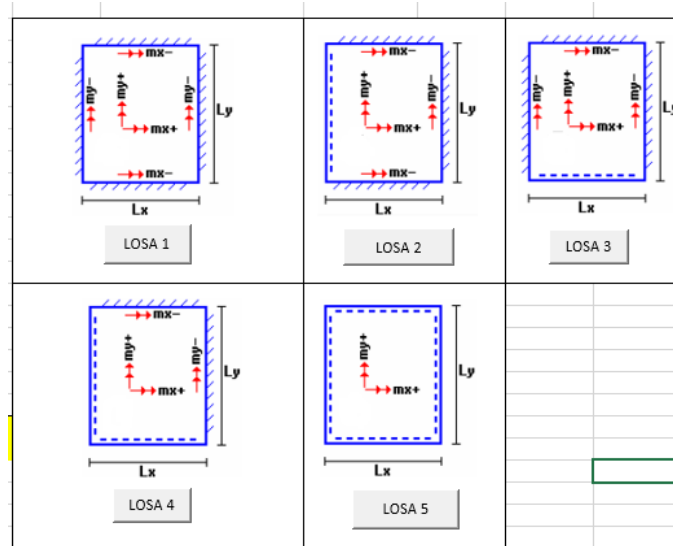 mx-
my-
my+
my-
mx+
Ly
mx-
Lx
LOSA 1
mx-
my+
my-
mx+
Ly
mx-
Lx
LOSA 2
mx-
my-
my+
my-
mx+
Ly
Lx
LOSA 3
mx-
my+
my-
mx+
Ly
Lx
LOSA 4
my+
mx+
Ly
Lx
LOSA 5